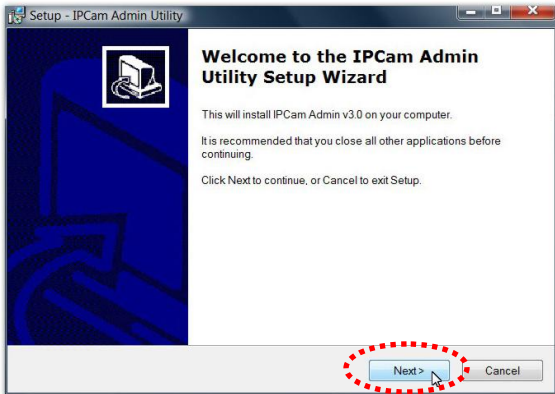 Setup - IPCam Admin Utility
Welcome to the IPCam Admin
Utility Setup Wizard
This will install IPCam Admin v3.0 on your computer.
It is recommended that you close all other applications before
continuing.
Click Next to continue, or Cancel to exit Setup.
Next >
Cancel